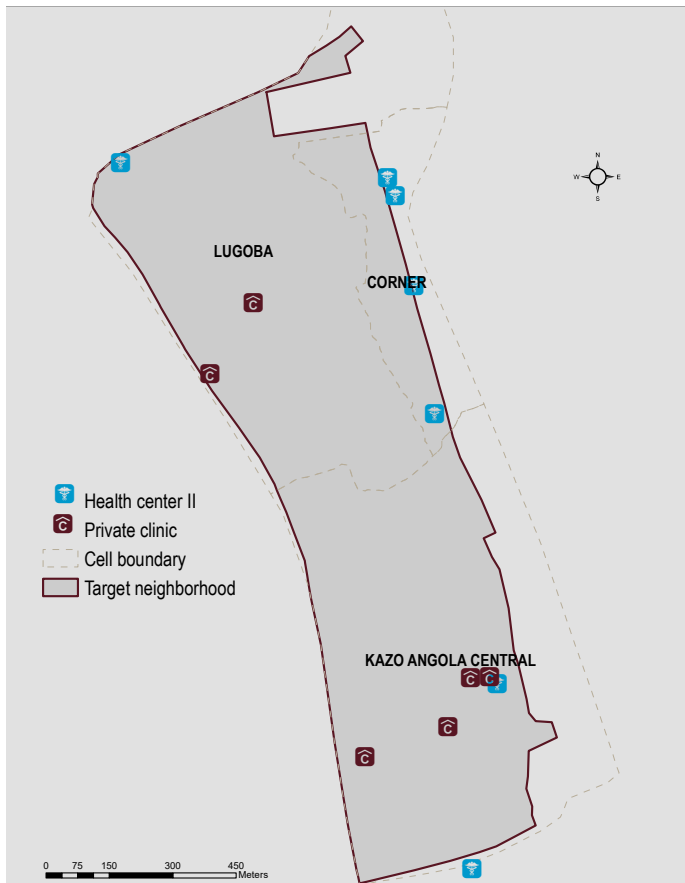 N
W E
S
LUGOBA
CORNER
C
C
Health center II
Private clinic
Cell boundary
Target neighborhood
KAZO ANGOLA CENTRAL
C C
C
C
0 75 150 300 450
Meters